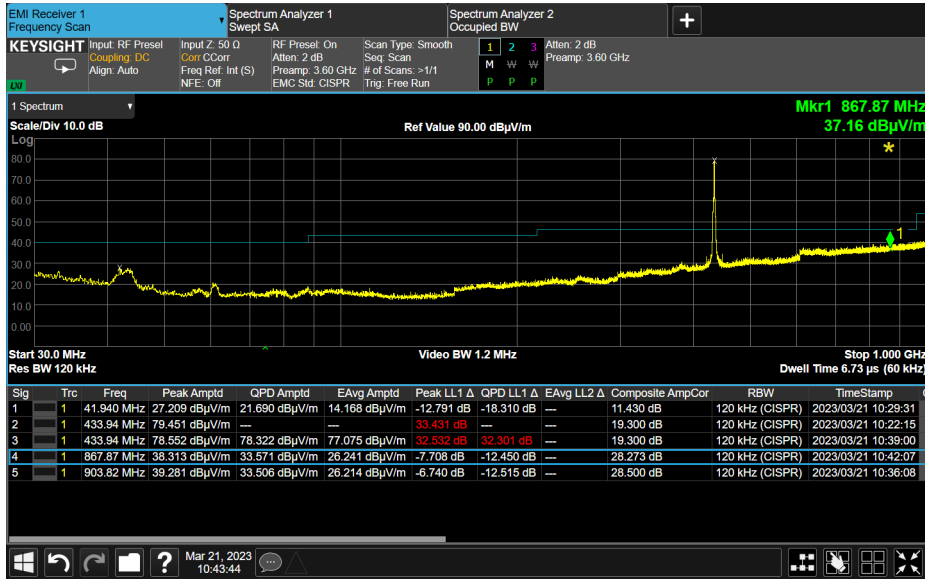 EMI Receiver 1
Frequency Scan
Spectrum Analyzer 1
Swept SA
Spectrum Analyzer 2
Occupied BW
KEYSIGHT
LXI
Input: RF Presel
Coupling: DC
Align: Auto
Input Z: 50 Ω
Corr CCorr
Freq Ref: Int (S)
NFE: Off
RF Presel: On
Atten: 2 dB
Preamp: 3.60 GHz
EMC Std: CISPR
Scan Type: Smooth
Seq: Scan
# of Scans: >1/1
Trig: Free Run
1 2 3
M W W
P P P
Atten: 2 dB
Preamp: 3.60 GHz
1 Spectrum
Mkr1 867.87 MHz
Scale/Div 10.0 dB Ref Value 90.00 dBµV/m 37.16 dBµV/m
Log
80.0
70.0
60.0
50.0
40.0
30.0
20.0
10.0
0.00
1
Start 30.0 MHz Video BW 1.2 MHz Stop 1.000 GHz
Res BW 120 kHz Dwell Time 6.73 µs (60 kHz)
Sig Trc Freq Peak Amptd QPD Amptd EAvg Amptd Peak LL1 Δ QPD LL1 Δ EAvg LL2 Δ Composite AmpCor RBW TimeStamp
1 1 41.940 MHz 27.209 dBµV/m 21.690 dBµV/m 14.168 dBµV/m -12.791 dB -18.310 dB --- 11.430 dB 120 kHz (CISPR) 2023/03/21 10:29:31
2 1 433.94 MHz 79.451 dBµV/m --- --- 33.431 dB --- --- 19.300 dB 120 kHz (CISPR) 2023/03/21 10:22:15
3 1 433.94 MHz 78.552 dBµV/m 78.322 dBµV/m 77.075 dBµV/m 32.532 dB 32.301 dB --- 19.300 dB 120 kHz (CISPR) 2023/03/21 10:39:00
4 1 867.87 MHz 38.313 dBµV/m 33.571 dBµV/m 26.241 dBµV/m -7.708 dB -12.450 dB --- 28.273 dB 120 kHz (CISPR) 2023/03/21 10:42:07
5 1 903.82 MHz 39.281 dBµV/m 33.506 dBµV/m 26.214 dBµV/m -6.740 dB -12.515 dB --- 28.500 dB 120 kHz (CISPR) 2023/03/21 10:36:08
Mar 21, 2023
10:43:44